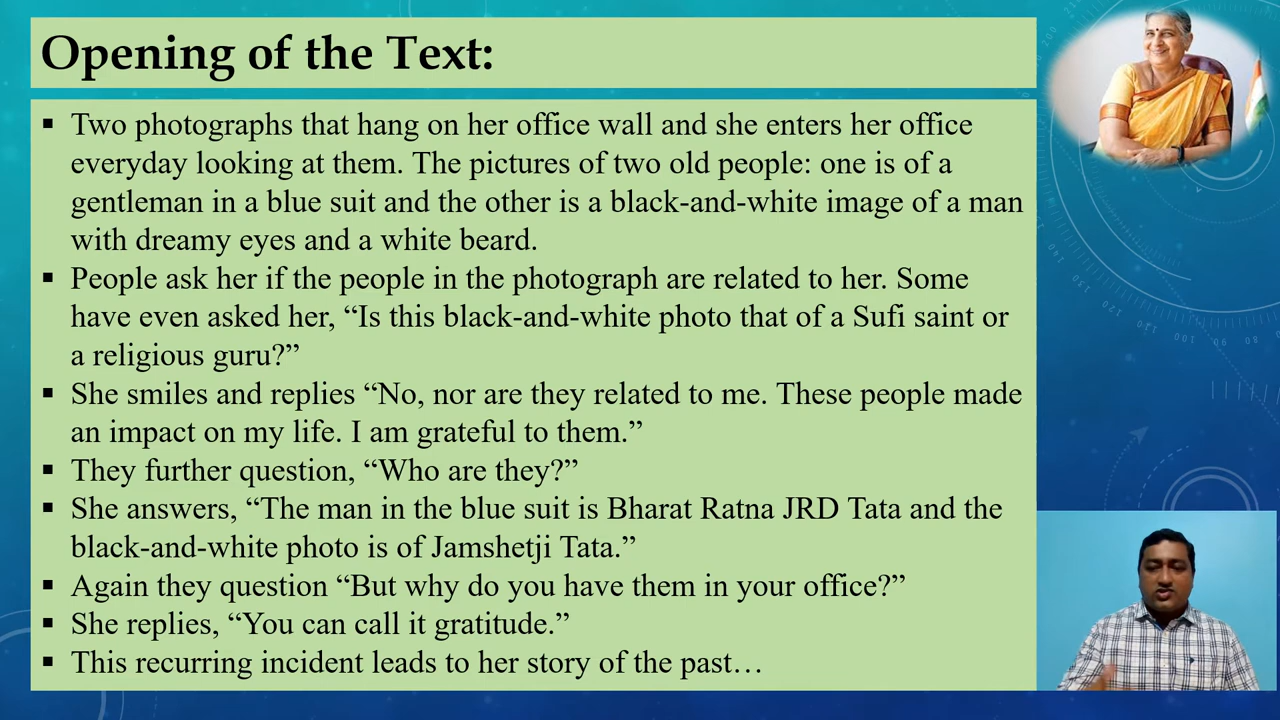 Opening of the Text:
▪ Two photographs that hang on her office wall and she enters her office
everyday looking at them. The pictures of two old people: one is of a
gentleman in a blue suit and the other is a black-and-white image of a man
with dreamy eyes and a white beard.
▪ People ask her if the people in the photograph are related to her. Some
have even asked her, “Is this black-and-white photo that of a Sufi saint or
a religious guru?”
▪ She smiles and replies “No, nor are they related to me. These people made
an impact on my life. I am grateful to them.”
▪ They further question, “Who are they?”
▪ She answers, “The man in the blue suit is Bharat Ratna JRD Tata and the
black-and-white photo is of Jamshetji Tata.”
▪ Again they question “But why do you have them in your office?”
▪ She replies, “You can call it gratitude.”
▪ This recurring incident leads to her story of the past…